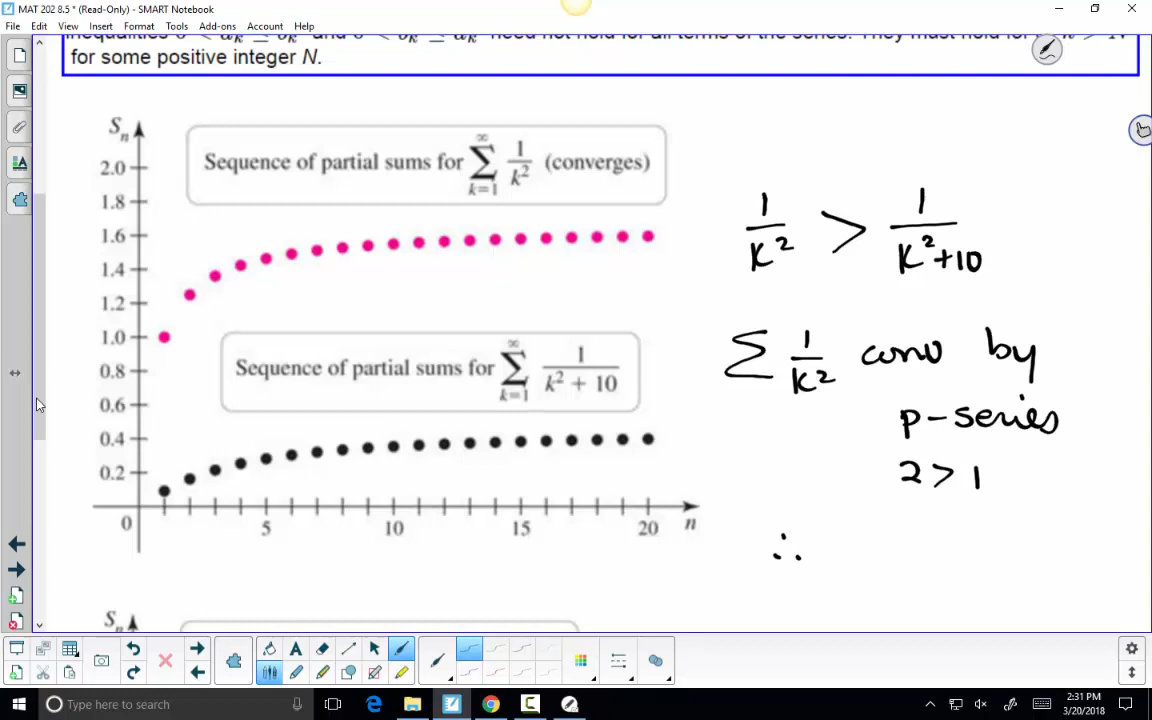 MAT 202 8.5 * (Read-Only) - SMART Notebook
File Edit View Insert Format Tools Add-ons Account Help
for some positive integer N.
Sₙ
Sequence of partial sums for ∑ k=1 ∞ 1/k² (converges)
2.0
1.8
1.6
1.4
1.2
1.0
Sequence of partial sums for ∑ k=1 ∞ 1/(k² + 10)
0.8
0.6
0.4
0.2
0 5 10 15 20 n
Sₙ
1/k² > 1/(k²+10)
∑ 1/k² conv by
p-series
2 > 1
∴
Type here to search
2:31 PM
3/20/2018